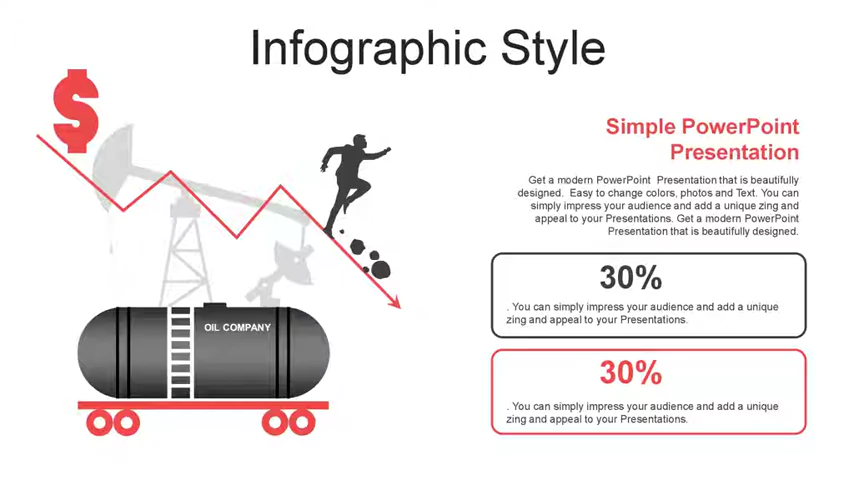 Infographic Style
$
Simple PowerPoint
Presentation
Get a modern PowerPoint  Presentation that is beautifully
designed.  Easy to change colors, photos and Text. You can
simply impress your audience and add a unique zing and
appeal to your Presentations. Get a modern PowerPoint
Presentation that is beautifully designed.
30%
. You can simply impress your audience and add a unique
zing and appeal to your Presentations.
OIL COMPANY
30%
. You can simply impress your audience and add a unique
zing and appeal to your Presentations.